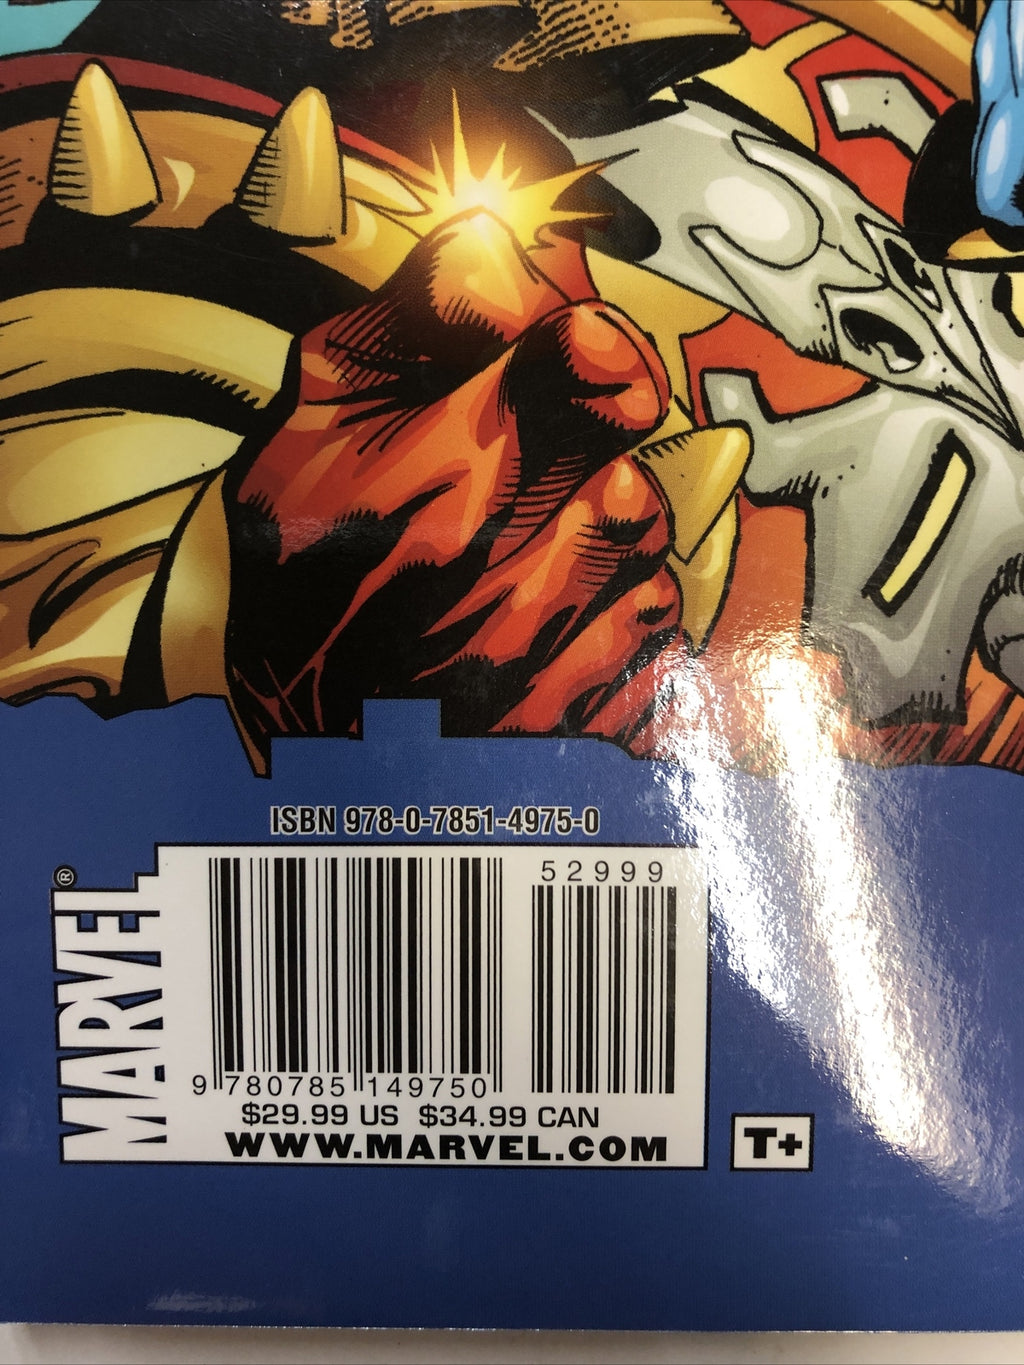 ISBN 978-0-7851-4975-0
MARVEL®
52999
9 780785 149750
$29.99 US $34.99 CAN
WWW.MARVEL.COM
T+